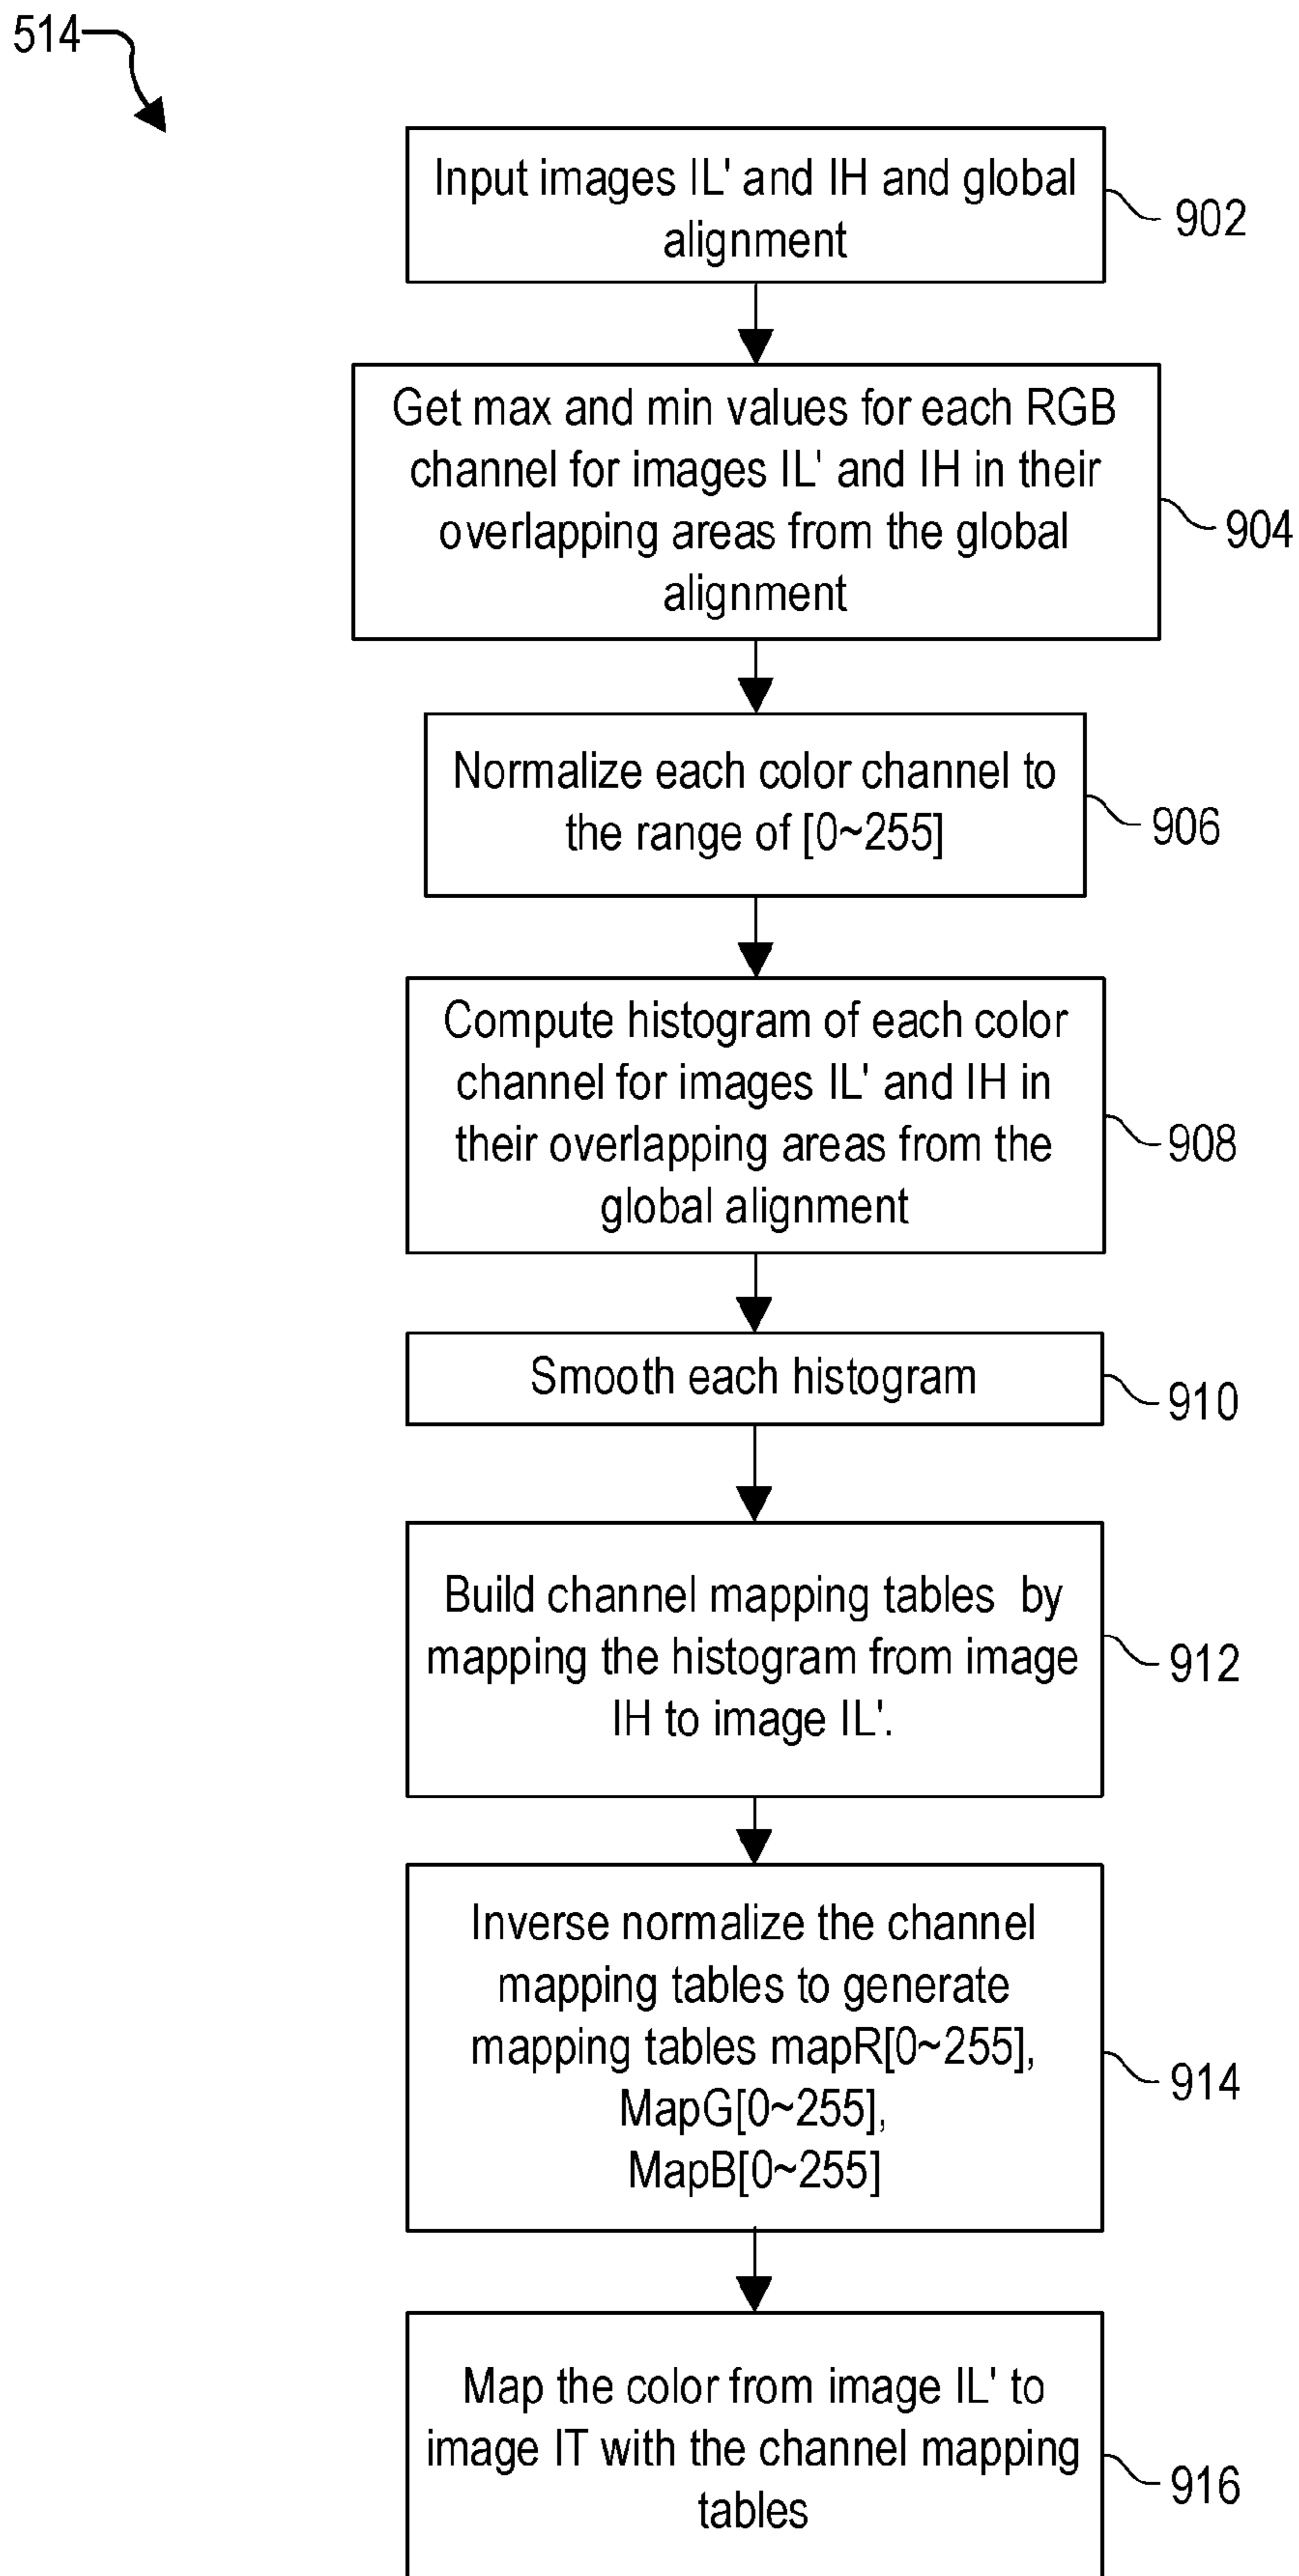 514
Input images IL' and IH and global
alignment
902
Get max and min values for each RGB
channel for images IL' and IH in their
overlapping areas from the global
alignment
904
Normalize each color channel to
the range of [0~255]
906
Compute histogram of each color
channel for images IL' and IH in
their overlapping areas from the
global alignment
908
Smooth each histogram
910
Build channel mapping tables by
mapping the histogram from image
IH to image IL'.
912
Inverse normalize the channel
mapping tables to generate
mapping tables mapR[0~255],
MapG[0~255],
MapB[0~255]
914
Map the color from image IL' to
image IT with the channel mapping
tables
916